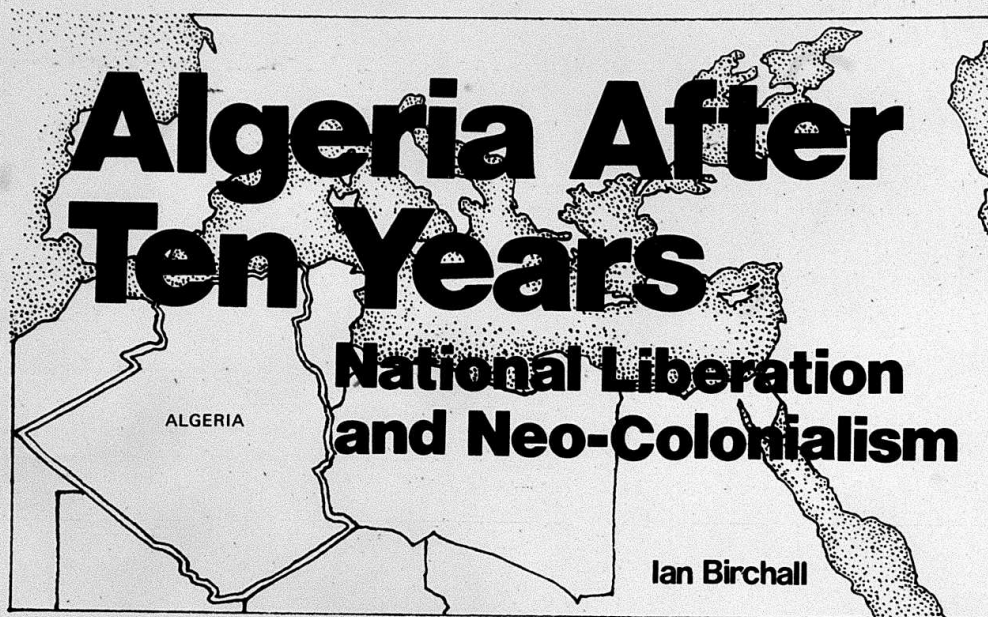 Algeria After
Ten Years
National Liberation
and Neo-Colonialism
ALGERIA
Ian Birchall